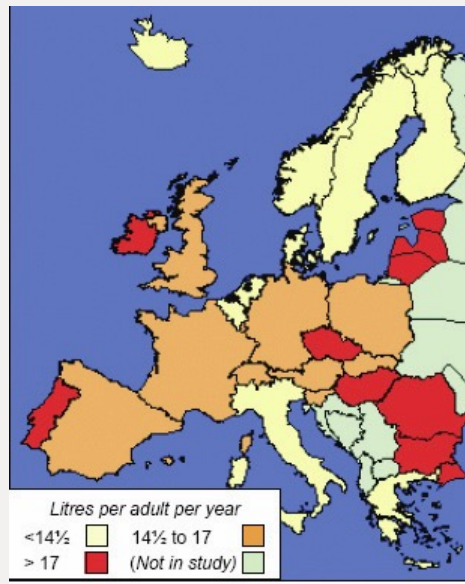 Litres per adult per year
<14½ 14½ to 17
> 17 (Not in study)